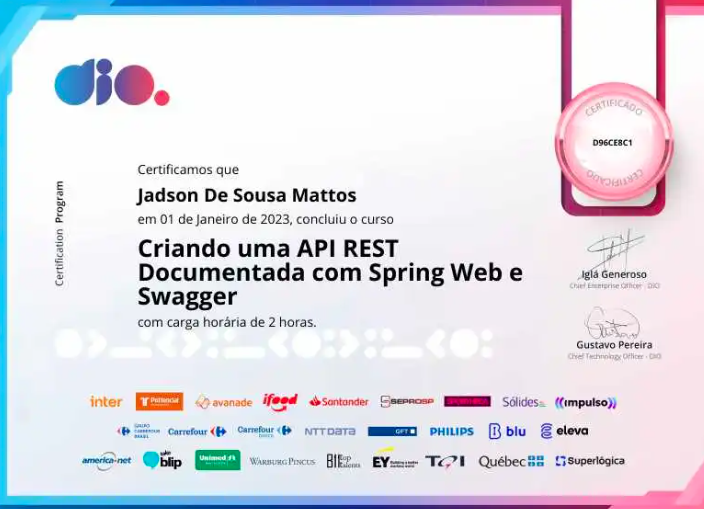 dio.
CERTIFICADO
D96CE8C1
CERTIFICADO
Certification Program
Certificamos que
Jadson De Sousa Mattos
em 01 de Janeiro de 2023, concluiu o curso
Criando uma API REST
Documentada com Spring Web e
Swagger
com carga horária de 2 horas.
Iglá Generoso
Chief Enterprise Officer - DIO
Gustavo Pereira
Chief Technology Officer - DIO
inter Potencial avanade ifood Santander SEPROSP Sólides impulso
GRUPO CARREFOUR BRASIL Carrefour Carrefour NTT DATA GFT PHILIPS blu eleva
america-net take blip Unimed WARBURG PINCUS BI Top Talents EY TQI Québec Superlógica